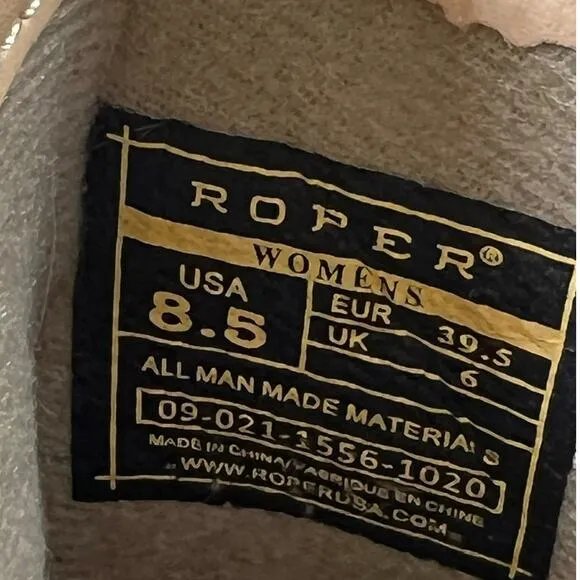 ROPER®
WOMENS
USA
8.5
EUR 39.5
UK 6
ALL MAN MADE MATERIALS
09-021-1556-1020
MADE IN CHINA/FABRIQUE EN CHINE
WWW.ROPERUSA.COM